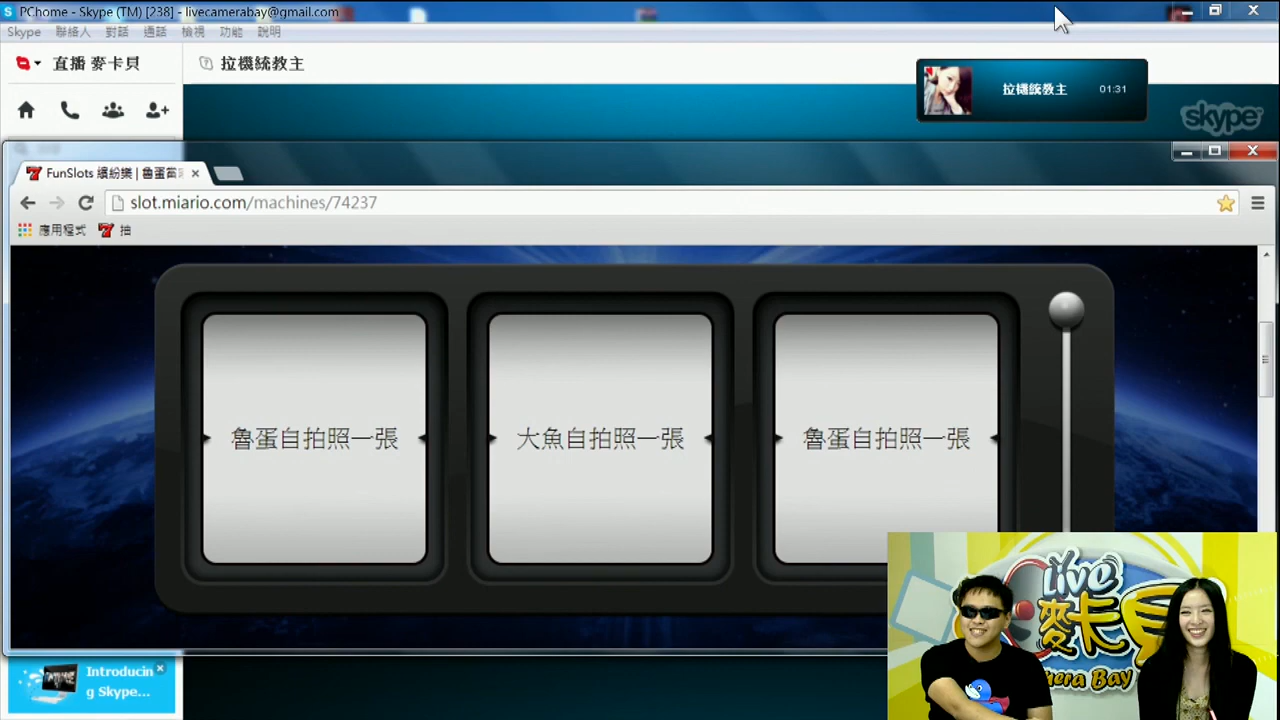 PChome - Skype (TM) [238] - livecamerabay@gmail.com
Skype 聯絡人 對話 通話 檢視 功能 說明
直播 麥卡貝
拉機統教主
拉機統教主 01:31
skype
FunSlots 繽紛樂 | 魯蛋當
slot.miario.com/machines/74237
應用程式 抽
魯蛋自拍照一張
大魚自拍照一張
魯蛋自拍照一張
Live
麥卡貝
era Bay
Introducin
g Skype...